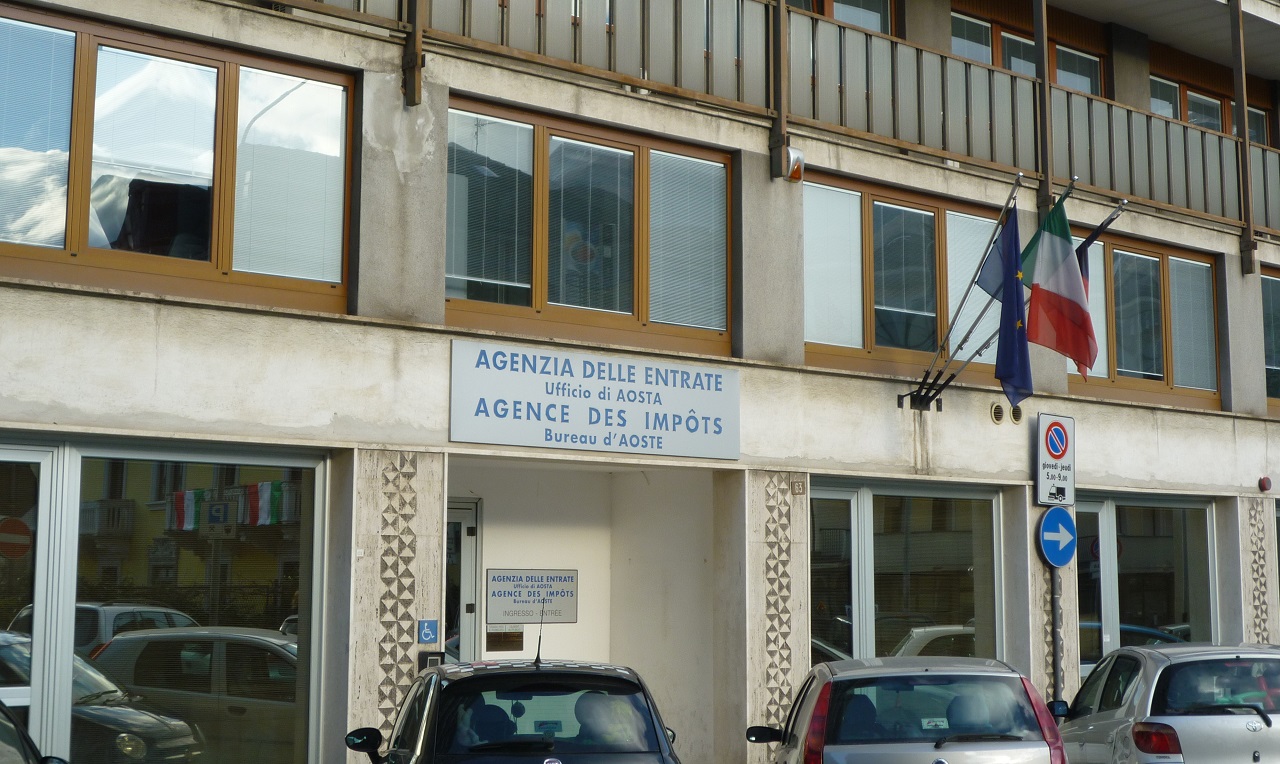 AGENZIA DELLE ENTRATE
Ufficio di AOSTA
AGENCE DES IMPÔTS
Bureau d'AOSTE
63
giovedì-jeudi
5.00-9.00
AGENZIA DELLE ENTRATE
Ufficio di AOSTA
AGENCE DES IMPÔTS
Bureau d'AOSTE
INGRESSO - ENTRÉE
P